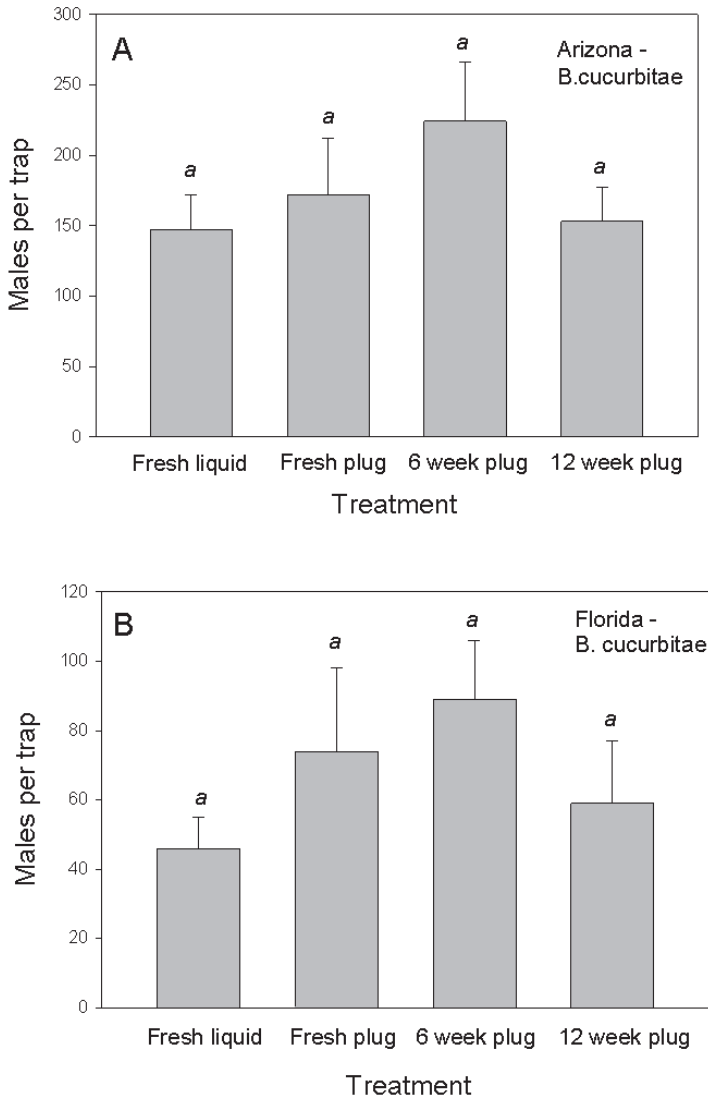 300
A
a
Arizona -
B.cucurbitae
250
a
200
a
a
150
100
50
0
Males per trap
Fresh liquid Fresh plug 6 week plug 12 week plug
Treatment
120
B
a
Florida -
B. cucurbitae
a
100
80
a
60
a
40
20
0
Males per trap
Fresh liquid Fresh plug 6 week plug 12 week plug
Treatment